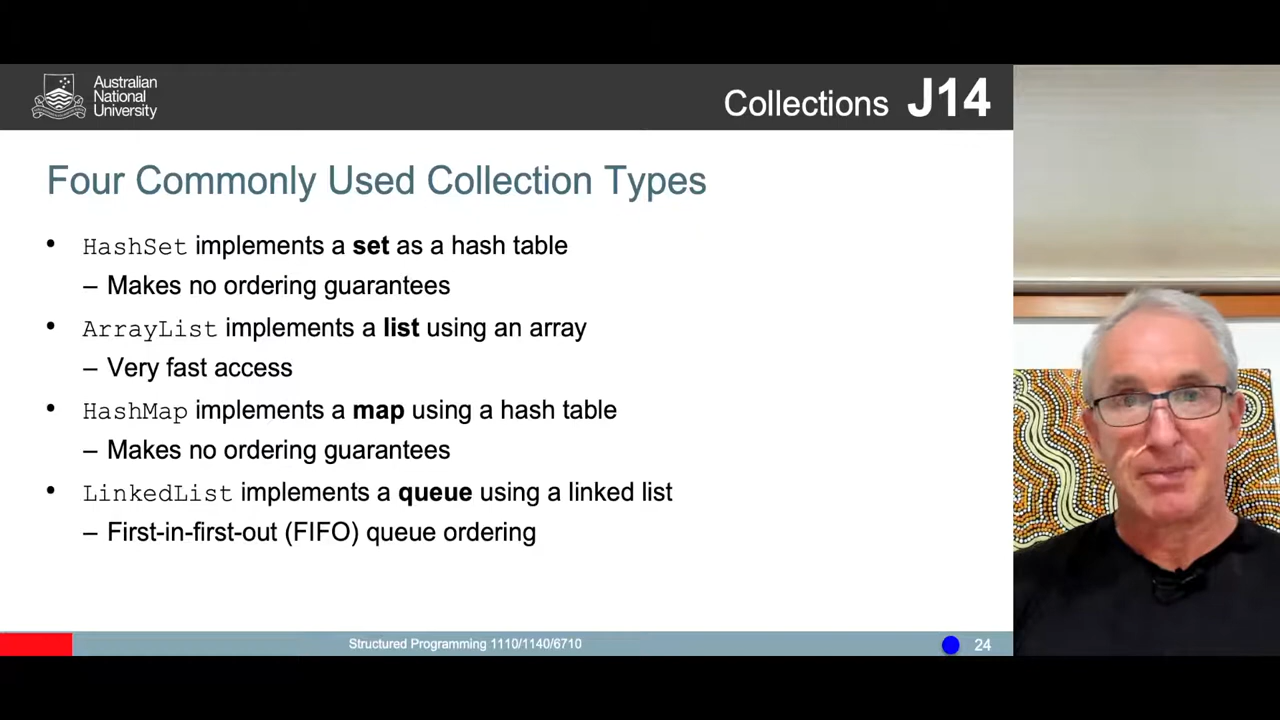 Australian
National
University
Collections J14
Four Commonly Used Collection Types
• HashSet implements a set as a hash table
– Makes no ordering guarantees
• ArrayList implements a list using an array
– Very fast access
• HashMap implements a map using a hash table
– Makes no ordering guarantees
• LinkedList implements a queue using a linked list
– First-in-first-out (FIFO) queue ordering
Structured Programming 1110/1140/6710
24